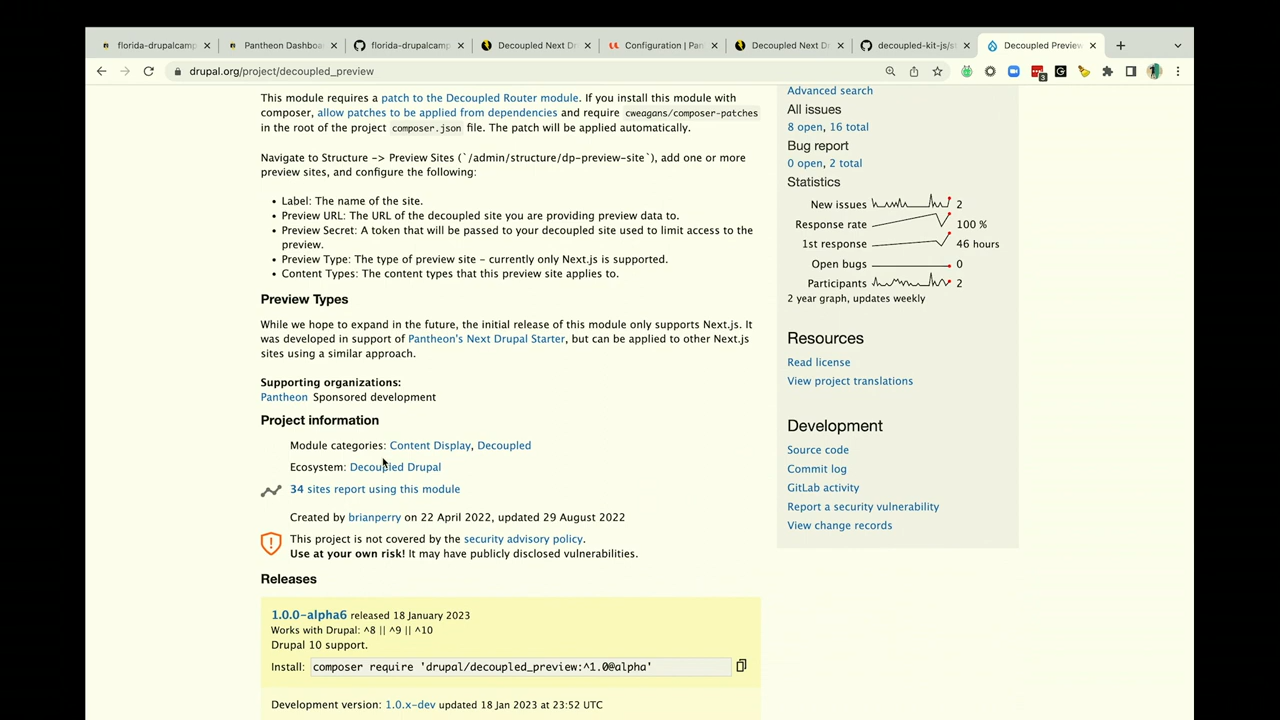 florida-drupalcamp
Pantheon Dashboa
florida-drupalcamp
Decoupled Next Dr
Configuration | Pan
Decoupled Next Dr
decoupled-kit-js/st
Decoupled Preview
drupal.org/project/decoupled_preview
This module requires a patch to the Decoupled Router module. If you install this module with
composer, allow patches to be applied from dependencies and require cweagans/composer-patches
in the root of the project composer.json file. The patch will be applied automatically.
Navigate to Structure -> Preview Sites (`/admin/structure/dp-preview-site`), add one or more
preview sites, and configure the following:
• Label: The name of the site.
• Preview URL: The URL of the decoupled site you are providing preview data to.
• Preview Secret: A token that will be passed to your decoupled site used to limit access to the
preview.
• Preview Type: The type of preview site - currently only Next.js is supported.
• Content Types: The content types that this preview site applies to.
Preview Types
While we hope to expand in the future, the initial release of this module only supports Next.js. It
was developed in support of Pantheon's Next Drupal Starter, but can be applied to other Next.js
sites using a similar approach.
Supporting organizations:
Pantheon Sponsored development
Project information
Module categories: Content Display, Decoupled
Ecosystem: Decoupled Drupal
34 sites report using this module
Created by brianperry on 22 April 2022, updated 29 August 2022
This project is not covered by the security advisory policy.
Use at your own risk! It may have publicly disclosed vulnerabilities.
Releases
1.0.0-alpha6 released 18 January 2023
Works with Drupal: ^8 || ^9 || ^10
Drupal 10 support.
Install: composer require 'drupal/decoupled_preview:^1.0@alpha'
Development version: 1.0.x-dev updated 18 Jan 2023 at 23:52 UTC
Advanced search
All issues
8 open, 16 total
Bug report
0 open, 2 total
Statistics
New issues 2
Response rate 100 %
1st response 46 hours
Open bugs 0
Participants 2
2 year graph, updates weekly
Resources
Read license
View project translations
Development
Source code
Commit log
GitLab activity
Report a security vulnerability
View change records